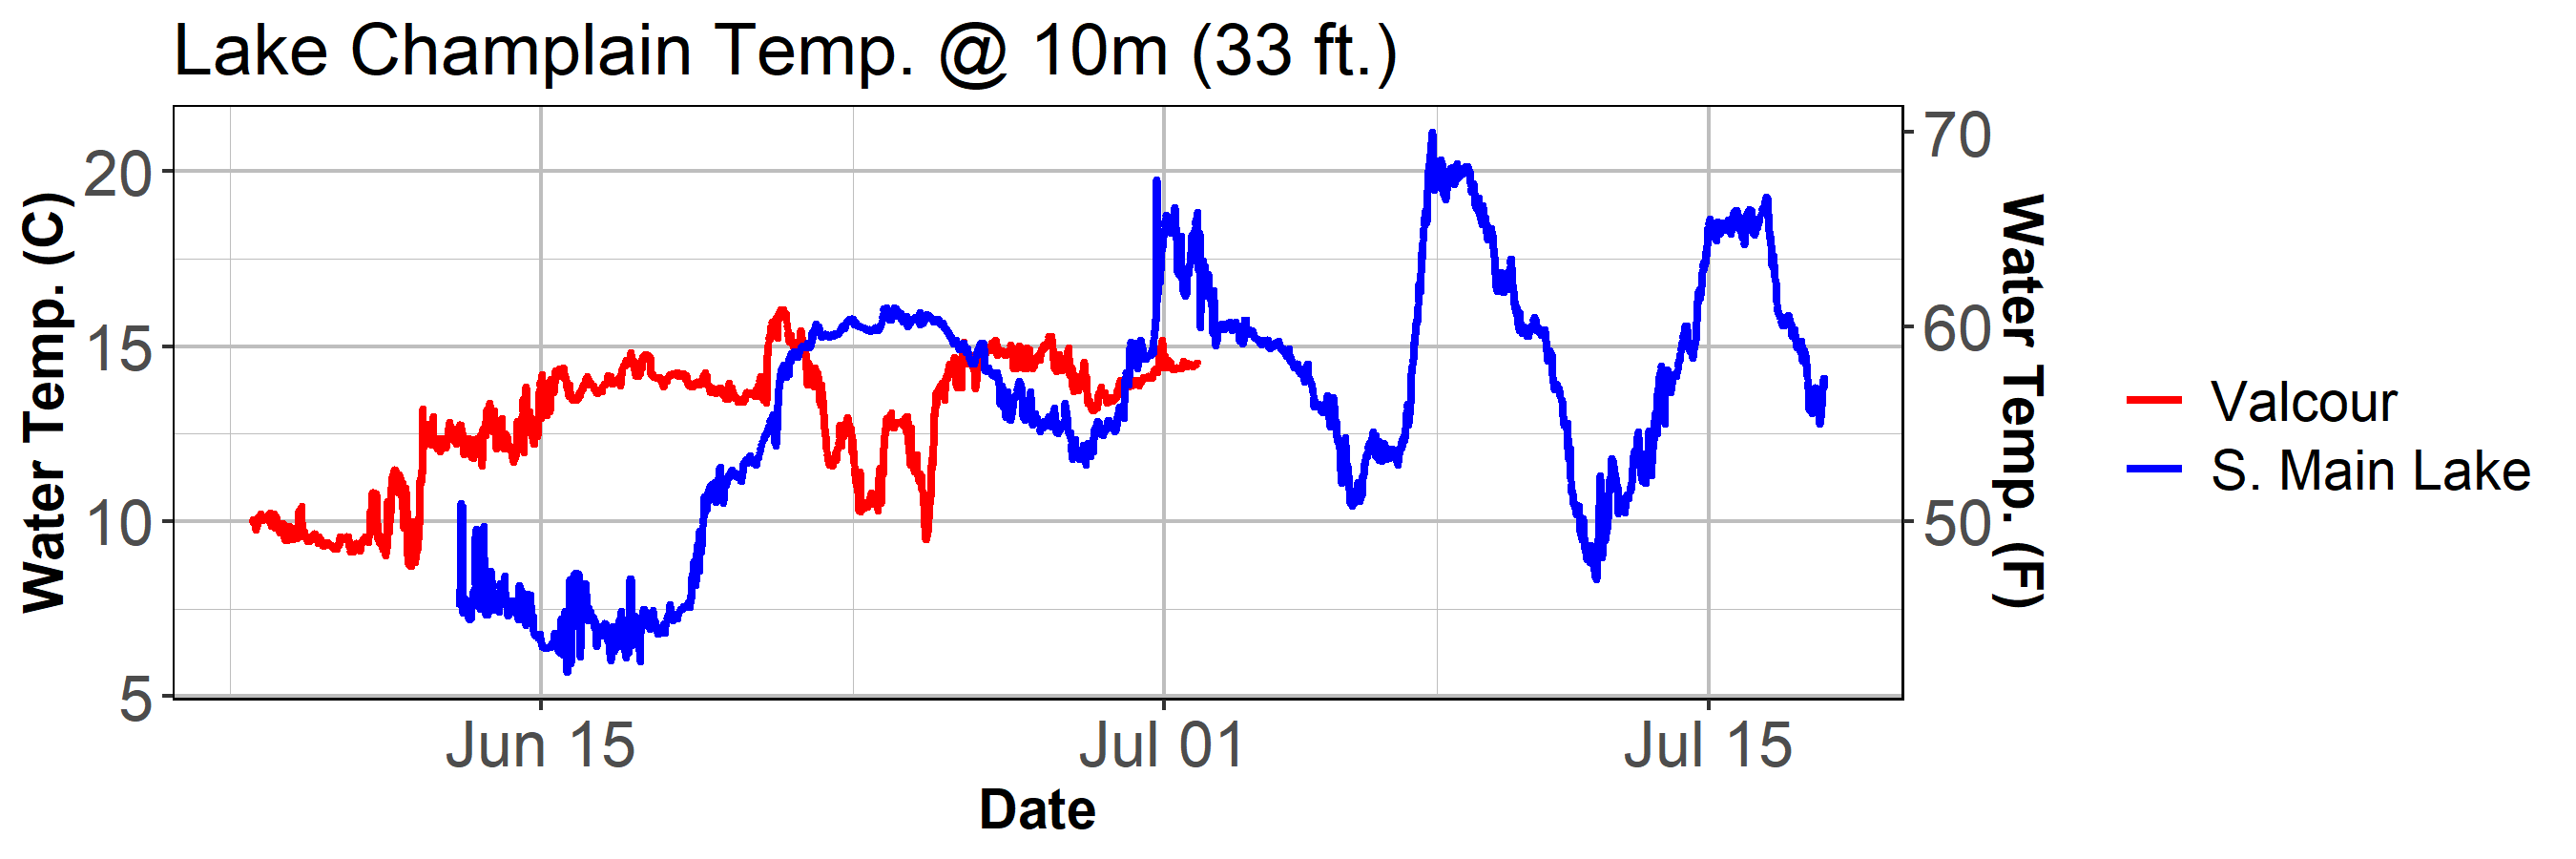 Lake Champlain Temp. @ 10m (33 ft.)
Water Temp. (C)
20
15
10
5
70
60
50
Water Temp. (F)
Jun 15
Jul 01
Jul 15
Date
Valcour
S. Main Lake